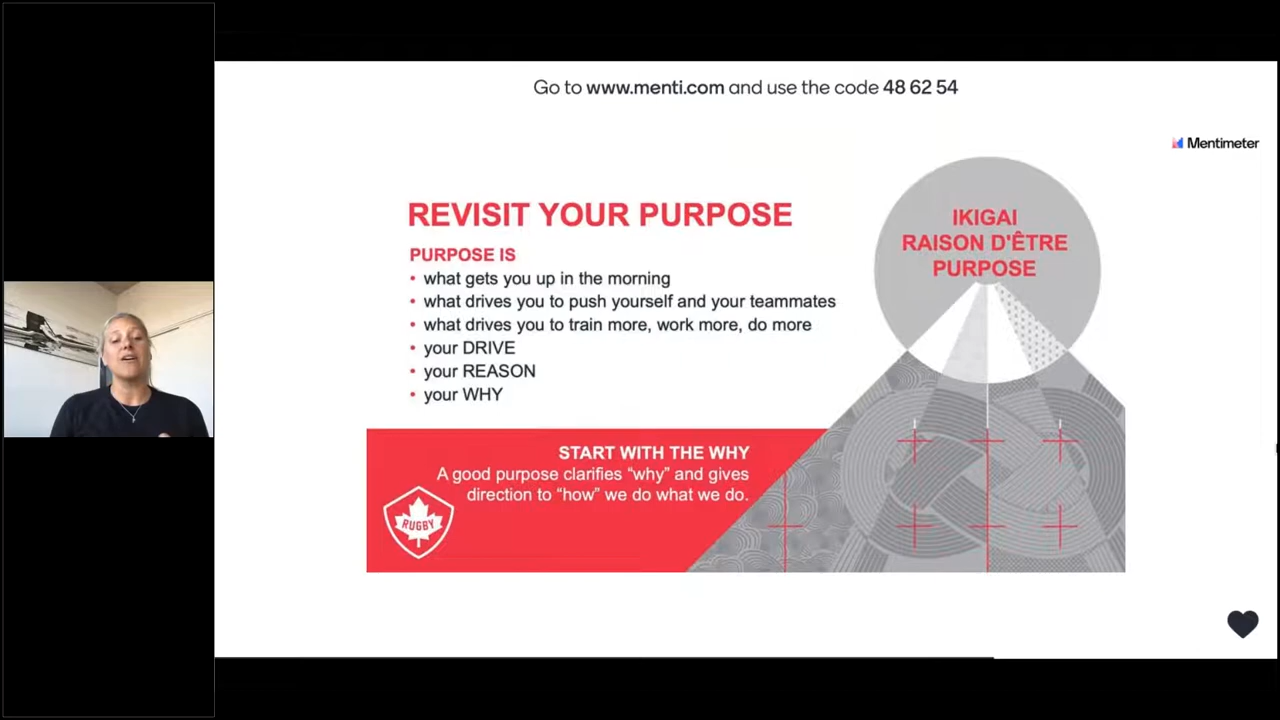 Go to www.menti.com and use the code 48 62 54
Mentimeter
REVISIT YOUR PURPOSE
PURPOSE IS
• what gets you up in the morning
• what drives you to push yourself and your teammates
• what drives you to train more, work more, do more
• your DRIVE
• your REASON
• your WHY
IKIGAI
RAISON D'ÊTRE
PURPOSE
START WITH THE WHY
A good purpose clarifies “why” and gives
direction to “how” we do what we do.
RUGBY